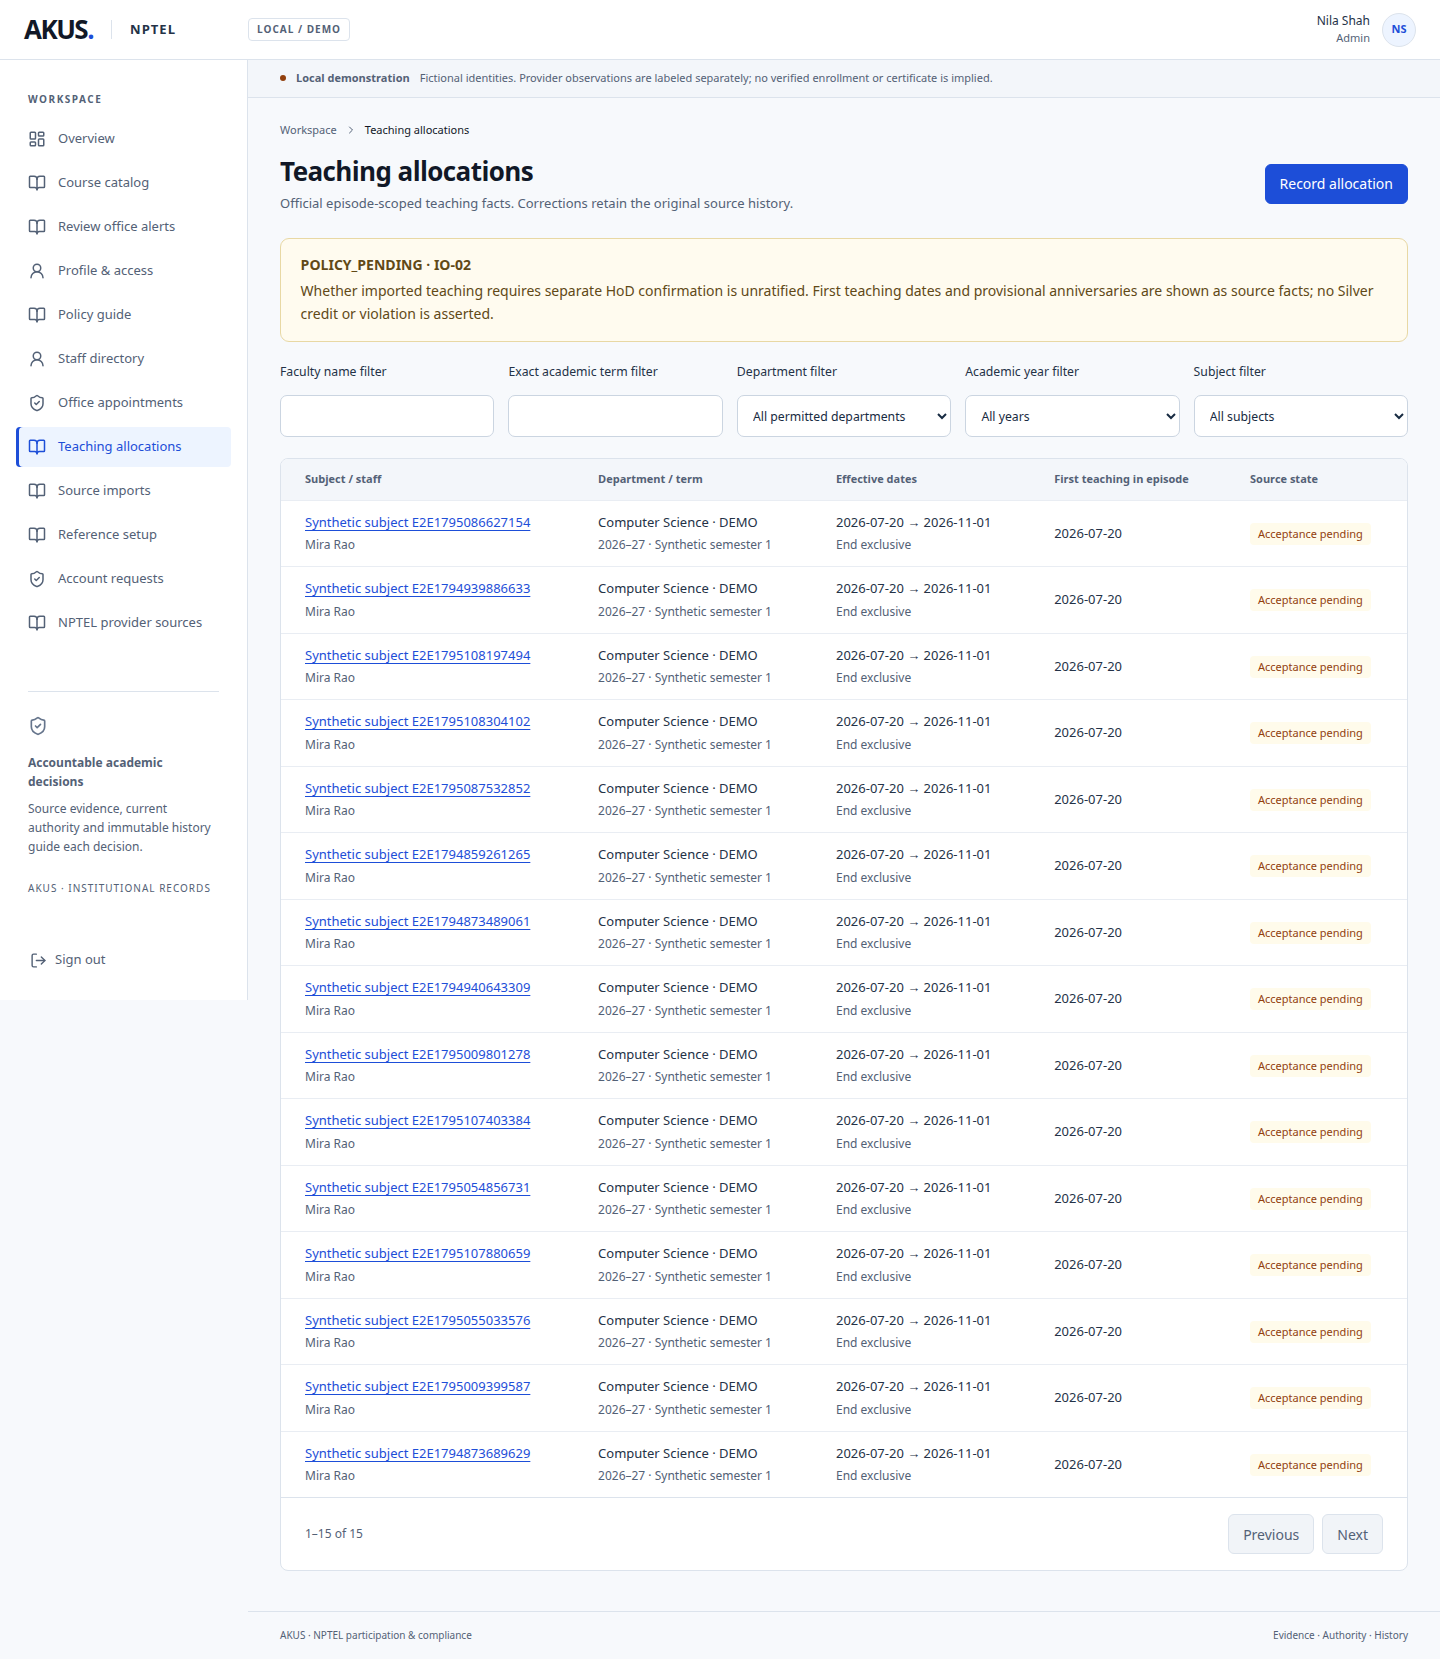 AKUS.
NPTEL
LOCAL / DEMO
Nila Shah
Admin
NS
Local demonstration Fictional identities. Provider observations are labeled separately; no verified enrollment or certificate is implied.
WORKSPACE
Overview
Course catalog
Review office alerts
Profile & access
Policy guide
Staff directory
Office appointments
Teaching allocations
Source imports
Reference setup
Account requests
NPTEL provider sources
Accountable academic
decisions
Source evidence, current
authority and immutable history
guide each decision.
AKUS · INSTITUTIONAL RECORDS
Sign out
Workspace > Teaching allocations
Teaching allocations
Official episode-scoped teaching facts. Corrections retain the original source history.
Record allocation
POLICY_PENDING · IO-02
Whether imported teaching requires separate HoD confirmation is unratified. First teaching dates and provisional anniversaries are shown as source facts; no Silver
credit or violation is asserted.
Faculty name filter
Exact academic term filter
Department filter
Academic year filter
Subject filter
All permitted departments
All years
All subjects
Subject / staff Department / term Effective dates First teaching in episode Source state
Synthetic subject E2E1795086627154 Computer Science · DEMO 2026-07-20 → 2026-11-01 2026-07-20 Acceptance pending
Mira Rao 2026–27 · Synthetic semester 1 End exclusive
Synthetic subject E2E1794939886633 Computer Science · DEMO 2026-07-20 → 2026-11-01 2026-07-20 Acceptance pending
Mira Rao 2026–27 · Synthetic semester 1 End exclusive
Synthetic subject E2E1795108197494 Computer Science · DEMO 2026-07-20 → 2026-11-01 2026-07-20 Acceptance pending
Mira Rao 2026–27 · Synthetic semester 1 End exclusive
Synthetic subject E2E1795108304102 Computer Science · DEMO 2026-07-20 → 2026-11-01 2026-07-20 Acceptance pending
Mira Rao 2026–27 · Synthetic semester 1 End exclusive
Synthetic subject E2E1795087532852 Computer Science · DEMO 2026-07-20 → 2026-11-01 2026-07-20 Acceptance pending
Mira Rao 2026–27 · Synthetic semester 1 End exclusive
Synthetic subject E2E1794859261265 Computer Science · DEMO 2026-07-20 → 2026-11-01 2026-07-20 Acceptance pending
Mira Rao 2026–27 · Synthetic semester 1 End exclusive
Synthetic subject E2E1794873489061 Computer Science · DEMO 2026-07-20 → 2026-11-01 2026-07-20 Acceptance pending
Mira Rao 2026–27 · Synthetic semester 1 End exclusive
Synthetic subject E2E1794940643309 Computer Science · DEMO 2026-07-20 → 2026-11-01 2026-07-20 Acceptance pending
Mira Rao 2026–27 · Synthetic semester 1 End exclusive
Synthetic subject E2E1795009801278 Computer Science · DEMO 2026-07-20 → 2026-11-01 2026-07-20 Acceptance pending
Mira Rao 2026–27 · Synthetic semester 1 End exclusive
Synthetic subject E2E1795107403384 Computer Science · DEMO 2026-07-20 → 2026-11-01 2026-07-20 Acceptance pending
Mira Rao 2026–27 · Synthetic semester 1 End exclusive
Synthetic subject E2E1795054856731 Computer Science · DEMO 2026-07-20 → 2026-11-01 2026-07-20 Acceptance pending
Mira Rao 2026–27 · Synthetic semester 1 End exclusive
Synthetic subject E2E1795107880659 Computer Science · DEMO 2026-07-20 → 2026-11-01 2026-07-20 Acceptance pending
Mira Rao 2026–27 · Synthetic semester 1 End exclusive
Synthetic subject E2E1795055033576 Computer Science · DEMO 2026-07-20 → 2026-11-01 2026-07-20 Acceptance pending
Mira Rao 2026–27 · Synthetic semester 1 End exclusive
Synthetic subject E2E1795009399587 Computer Science · DEMO 2026-07-20 → 2026-11-01 2026-07-20 Acceptance pending
Mira Rao 2026–27 · Synthetic semester 1 End exclusive
Synthetic subject E2E1794873689629 Computer Science · DEMO 2026-07-20 → 2026-11-01 2026-07-20 Acceptance pending
Mira Rao 2026–27 · Synthetic semester 1 End exclusive
1–15 of 15
Previous
Next
AKUS · NPTEL participation & compliance
Evidence · Authority · History